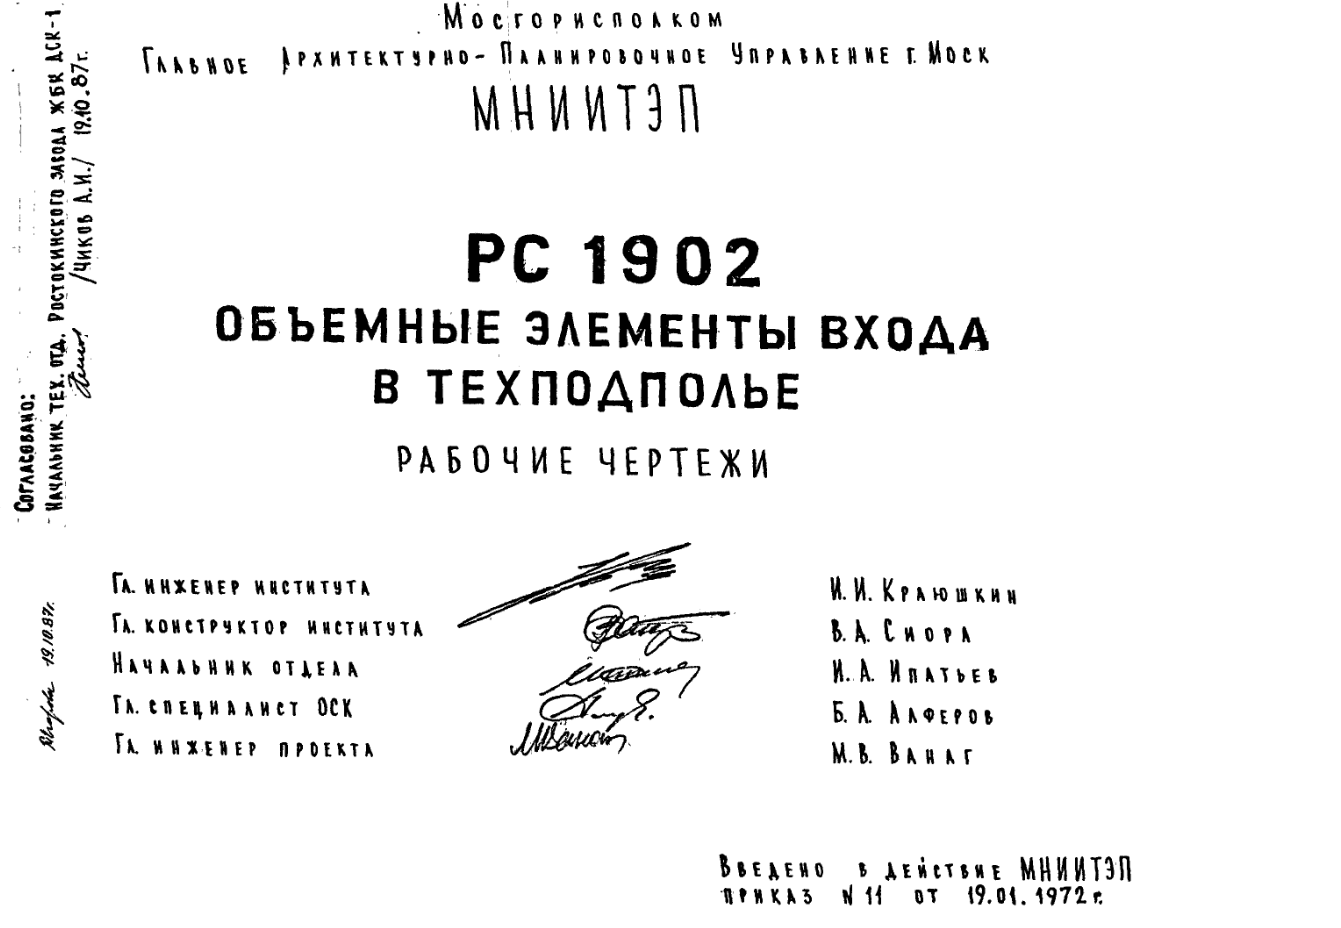 Мосгорисполком
Главное Архитектурно-Планировочное Управление г. Моск
МНИИТЭП
РС 1902
ОБЪЕМНЫЕ ЭЛЕМЕНТЫ ВХОДА
В ТЕХПОДПОЛЬЕ
РАБОЧИЕ ЧЕРТЕЖИ
Гл. инженер института И. И. Краюшкин
Гл. конструктор института В. А. Сиора
Начальник отдела И. А. Ипатьев
Гл. специалист ОСК Б. А. Алферов
Гл. инженер проекта М. В. Ванаг
Введено в действие МНИИТЭП
приказ N 11 от 19.01.1972 г.
Согласовано:
Начальник тех. отд. Ростокинского завода ЖБК ДСК-1
/Чиков А.И./ 19.10.87г.
19.10.87г.